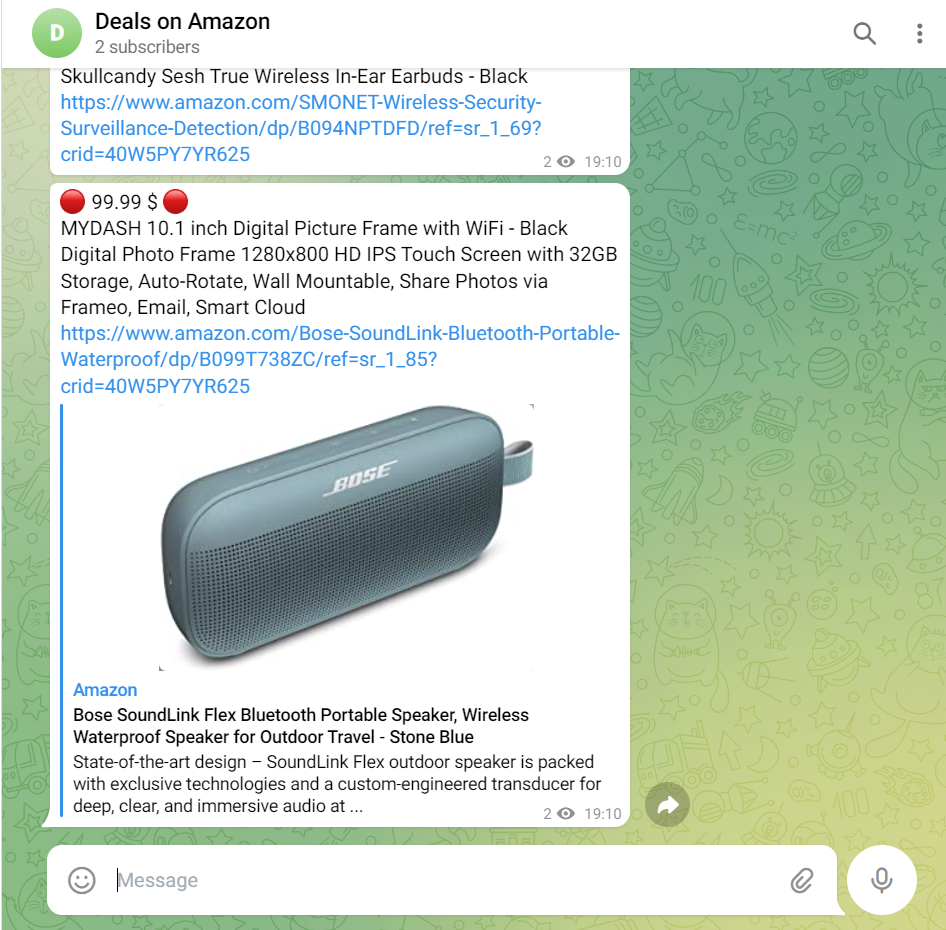 D
Deals on Amazon
2 subscribers
Skullcandy Sesh True Wireless In-Ear Earbuds - Black
https://www.amazon.com/SMONET-Wireless-Security-
Surveillance-Detection/dp/B094NPTDFD/ref=sr_1_69?
crid=40W5PY7YR625
2 19:10
🔴 99.99 $ 🔴
MYDASH 10.1 inch Digital Picture Frame with WiFi - Black
Digital Photo Frame 1280x800 HD IPS Touch Screen with 32GB
Storage, Auto-Rotate, Wall Mountable, Share Photos via
Frameo, Email, Smart Cloud
https://www.amazon.com/Bose-SoundLink-Bluetooth-Portable-
Waterproof/dp/B099T738ZC/ref=sr_1_85?
crid=40W5PY7YR625
BOSE
Amazon
Bose SoundLink Flex Bluetooth Portable Speaker, Wireless
Waterproof Speaker for Outdoor Travel - Stone Blue
State-of-the-art design – SoundLink Flex outdoor speaker is packed
with exclusive technologies and a custom-engineered transducer for
deep, clear, and immersive audio at ...
2 19:10
Message
E=mc²